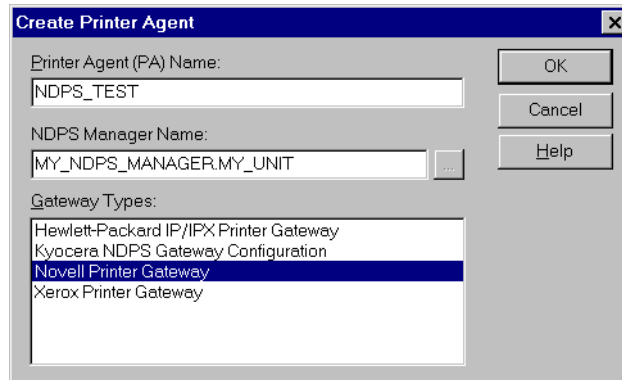 Create Printer Agent
Printer Agent (PA) Name:
OK
NDPS_TEST
Cancel
NDPS Manager Name:
Help
MY_NDPS_MANAGER.MY_UNIT
...
Gateway Types:
Hewlett-Packard IP/IPX Printer Gateway
Kyocera NDPS Gateway Configuration
Novell Printer Gateway
Xerox Printer Gateway